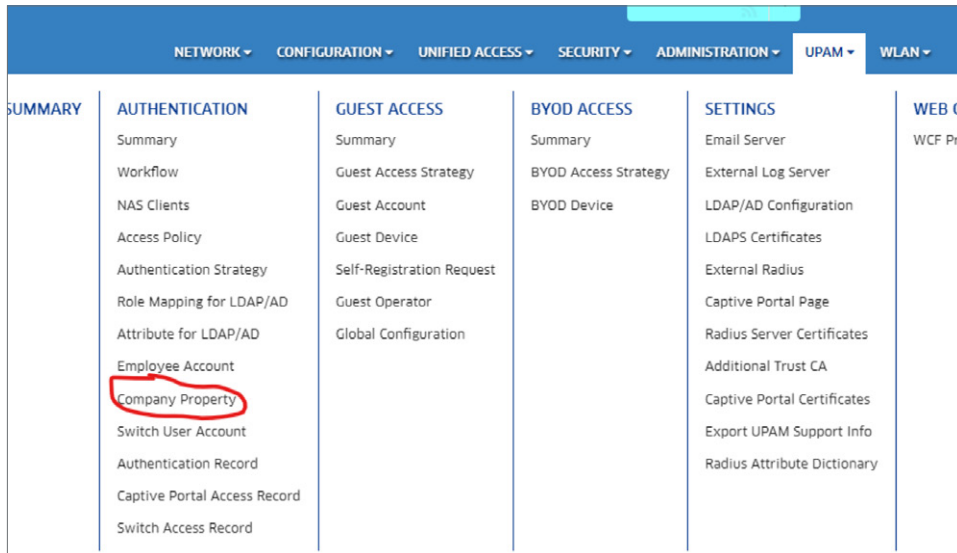 NETWORK CONFIGURATION UNIFIED ACCESS SECURITY ADMINISTRATION UPAM WLAN
SUMMARY
AUTHENTICATION
Summary
Workflow
NAS Clients
Access Policy
Authentication Strategy
Role Mapping for LDAP/AD
Attribute for LDAP/AD
Employee Account
Company Property
Switch User Account
Authentication Record
Captive Portal Access Record
Switch Access Record
GUEST ACCESS
Summary
Guest Access Strategy
Guest Account
Guest Device
Self-Registration Request
Guest Operator
Global Configuration
BYOD ACCESS
Summary
BYOD Access Strategy
BYOD Device
SETTINGS
Email Server
External Log Server
LDAP/AD Configuration
LDAPS Certificates
External Radius
Captive Portal Page
Radius Server Certificates
Additional Trust CA
Captive Portal Certificates
Export UPAM Support Info
Radius Attribute Dictionary
WEB
WCF